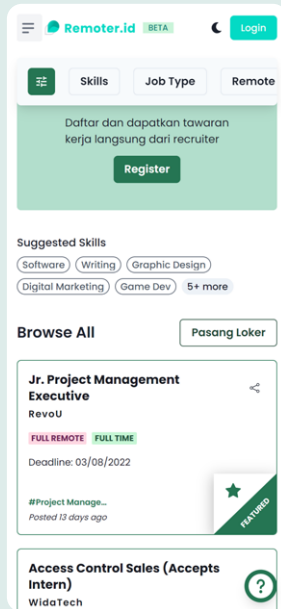 Remoter.id BETA Login
Skills Job Type Remote
Daftar dan dapatkan tawaran
kerja langsung dari recruiter
Register
Suggested Skills
Software Writing Graphic Design
Digital Marketing Game Dev 5+ more
Browse All Pasang Loker
Jr. Project Management
Executive
RevoU
FULL REMOTE FULL TIME
Deadline: 03/08/2022
#Project Manage...
Posted 13 days ago
FEATURED
Access Control Sales (Accepts
Intern)
WidaTech
?